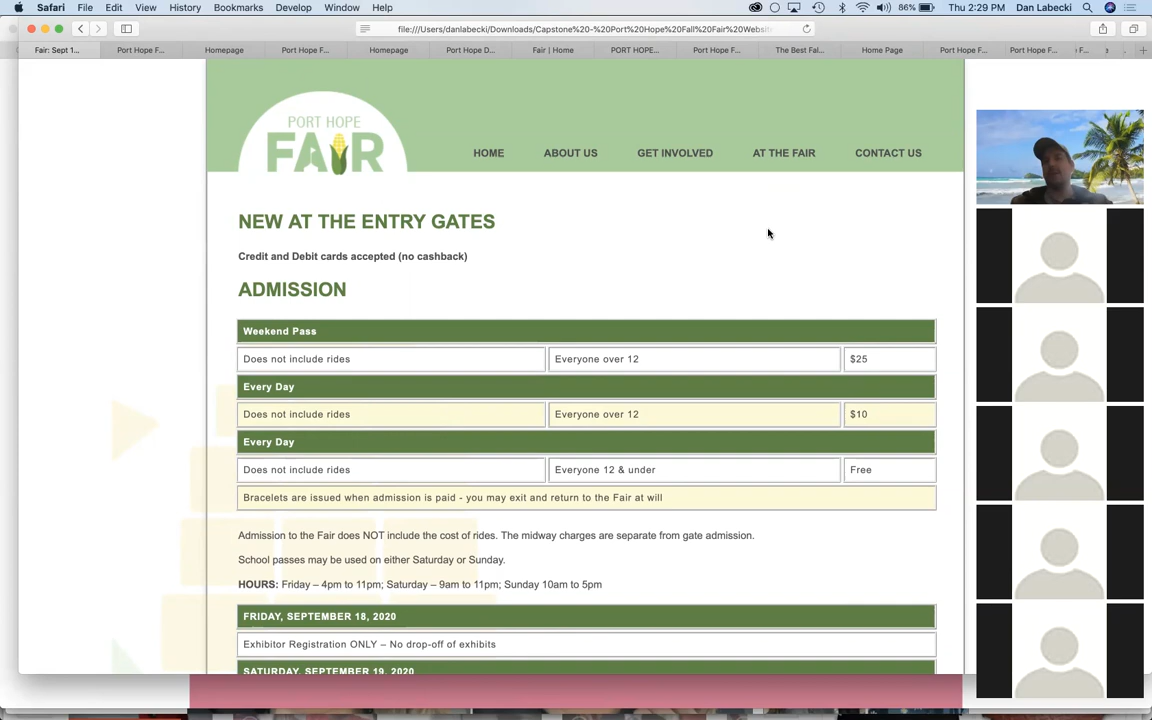 Safari File Edit View History Bookmarks Develop Window Help 86% Thu 2:29 PM Dan Labecki
file:///Users/danlabecki/Downloads/Capstone%20-%20Port%20Hope%20Fall%20Fair%20Website
Fair: Sept 1... Port Hope F... Homepage Port Hope F... Homepage Port Hope D... Fair | Home PORT HOPE... Port Hope F... The Best Fal... Home Page Port Hope F... Port Hope F...
PORT HOPE
FAIR
HOME ABOUT US GET INVOLVED AT THE FAIR CONTACT US
NEW AT THE ENTRY GATES
Credit and Debit cards accepted (no cashback)
ADMISSION
Weekend Pass
Does not include rides Everyone over 12 $25
Every Day
Does not include rides Everyone over 12 $10
Every Day
Does not include rides Everyone 12 & under Free
Bracelets are issued when admission is paid - you may exit and return to the Fair at will
Admission to the Fair does NOT include the cost of rides. The midway charges are separate from gate admission.
School passes may be used on either Saturday or Sunday.
HOURS: Friday – 4pm to 11pm; Saturday – 9am to 11pm; Sunday 10am to 5pm
FRIDAY, SEPTEMBER 18, 2020
Exhibitor Registration ONLY – No drop-off of exhibits
SATURDAY, SEPTEMBER 19, 2020